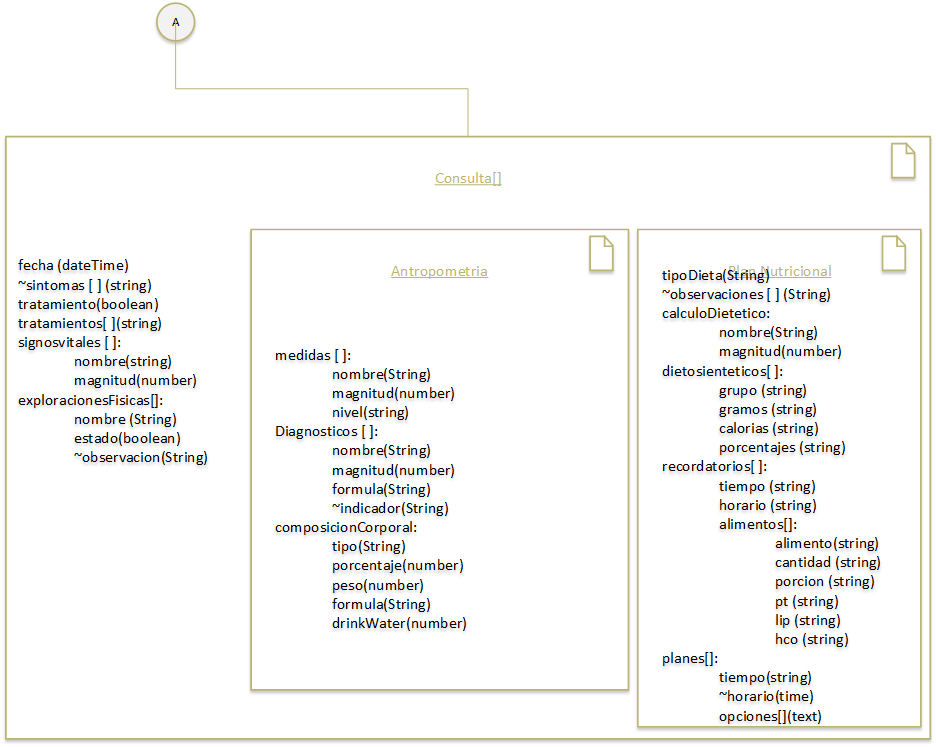 A
Consulta[]
fecha (dateTime)
~sintomas [ ] (string)
tratamiento(boolean)
tratamientos[ ](string)
signosvitales [ ]:
nombre(string)
magnitud(number)
exploracionesFisicas[]:
nombre (String)
estado(boolean)
~observacion(String)
Antropometria
medidas [ ]:
nombre(String)
magnitud(number)
nivel(string)
Diagnosticos [ ]:
nombre(String)
magnitud(number)
formula(String)
~indicador(String)
composicionCorporal:
tipo(String)
porcentaje(number)
peso(number)
formula(String)
drinkWater(number)
Plan Nutricional
tipoDieta(String)
~observaciones [ ] (String)
calculoDietetico:
nombre(String)
magnitud(number)
dietosienteticos[ ]:
grupo (string)
gramos (string)
calorias (string)
porcentajes (string)
recordatorios[ ]:
tiempo (string)
horario (string)
alimentos[]:
alimento(string)
cantidad (string)
porcion (string)
pt (string)
lip (string)
hco (string)
planes[]:
tiempo(string)
~horario(time)
opciones[](text)